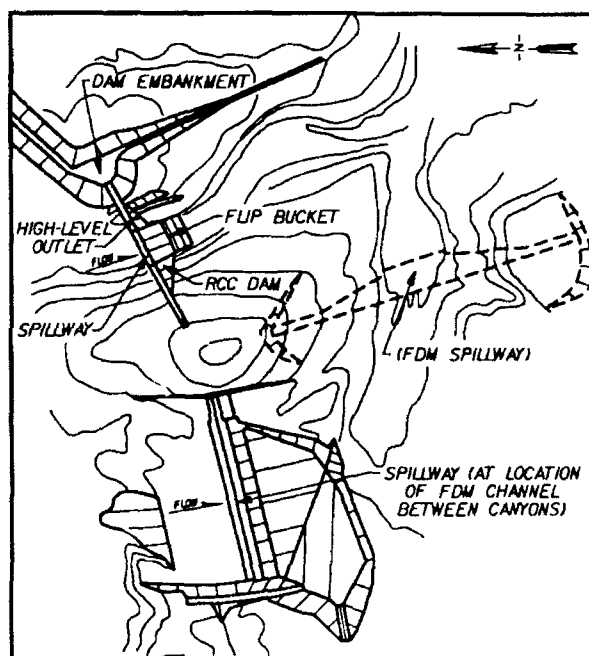 N
DAM EMBANKMENT
HIGH-LEVEL
OUTLET
FLIP BUCKET
FLOW
RCC DAM
SPILLWAY
(FDM SPILLWAY)
SPILLWAY (AT LOCATION
OF FDM CHANNEL
BETWEEN CANYONS)
FLOW